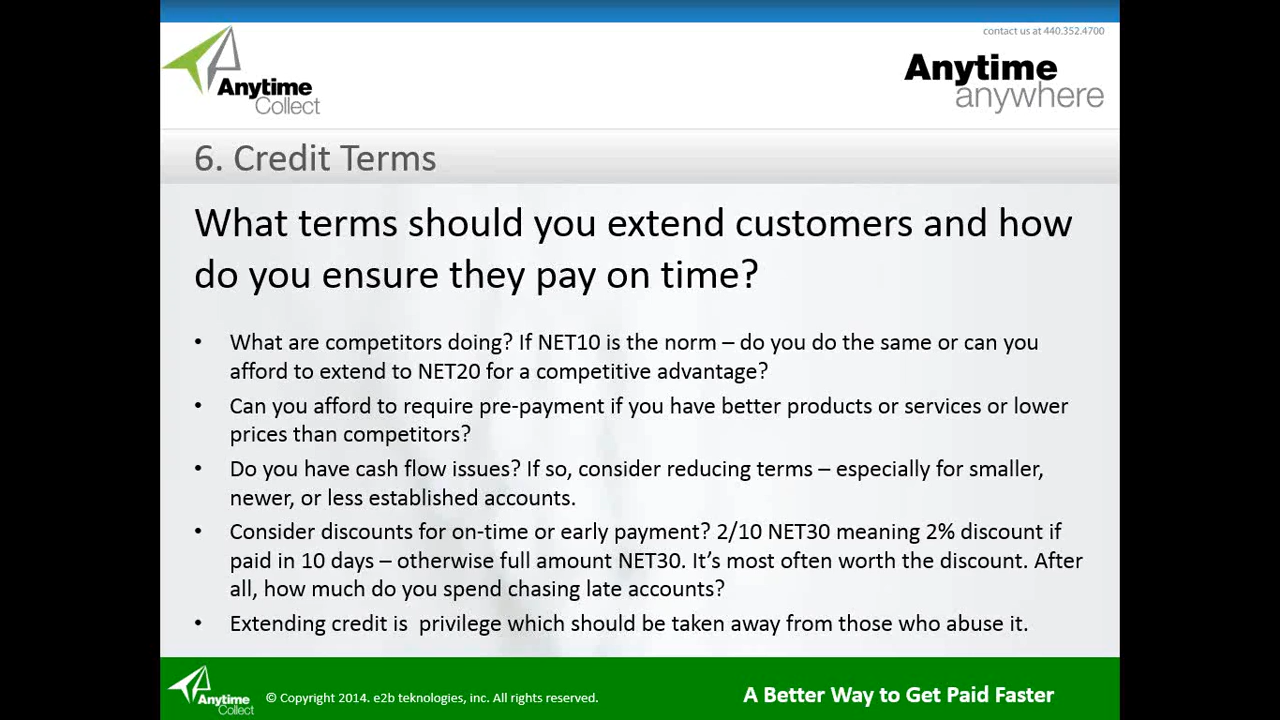 contact us at 440.352.4700
Anytime
Collect
Anytime
anywhere
6. Credit Terms
What terms should you extend customers and how
do you ensure they pay on time?
• What are competitors doing? If NET10 is the norm – do you do the same or can you
afford to extend to NET20 for a competitive advantage?
• Can you afford to require pre-payment if you have better products or services or lower
prices than competitors?
• Do you have cash flow issues? If so, consider reducing terms – especially for smaller,
newer, or less established accounts.
• Consider discounts for on-time or early payment? 2/10 NET30 meaning 2% discount if
paid in 10 days – otherwise full amount NET30. It's most often worth the discount. After
all, how much do you spend chasing late accounts?
• Extending credit is  privilege which should be taken away from those who abuse it.
Anytime
Collect
© Copyright 2014. e2b teknologies, inc. All rights reserved.
A Better Way to Get Paid Faster